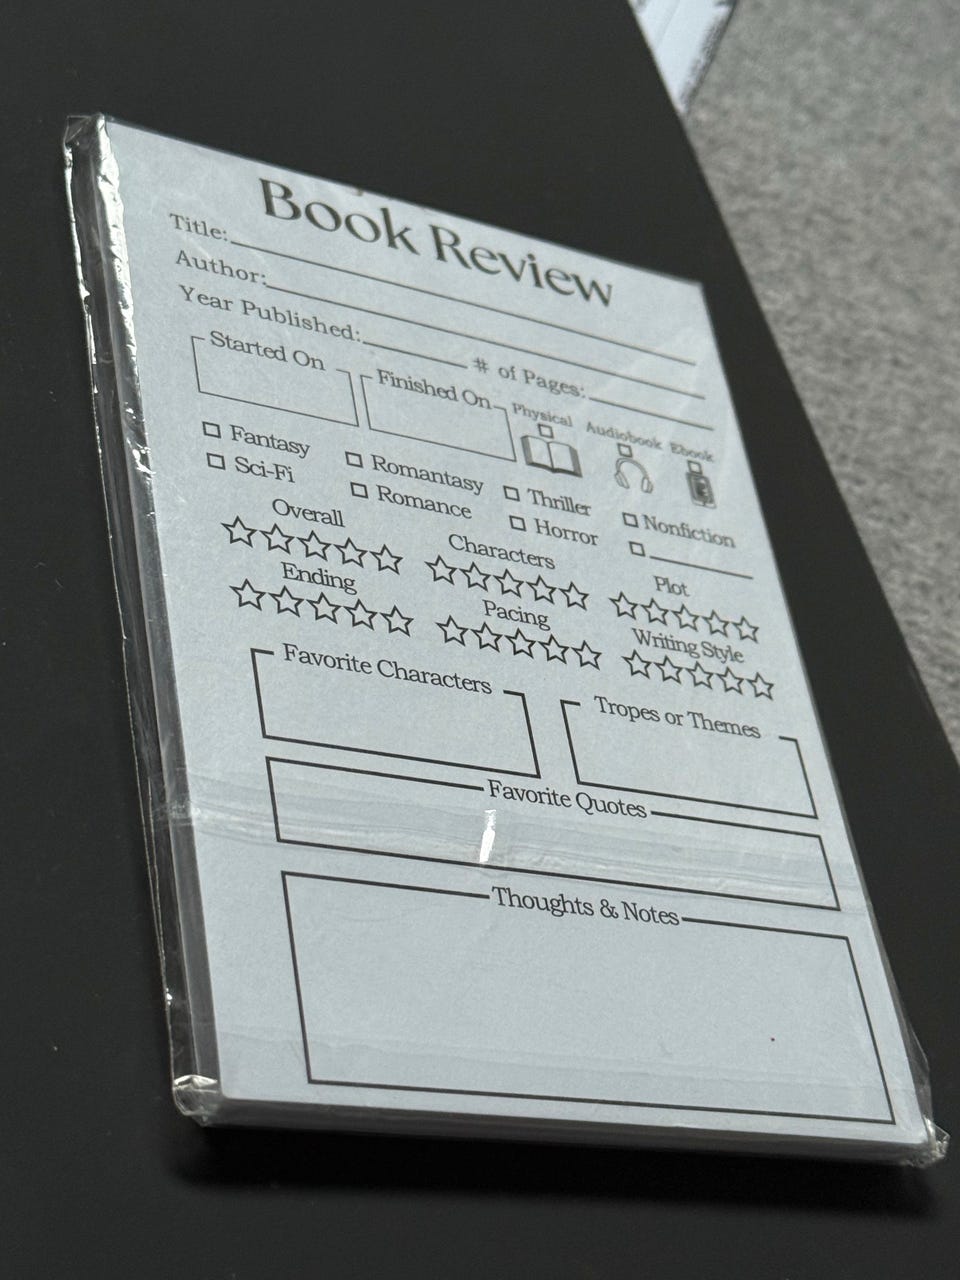 Book Review
Title:
Author:
Year Published: # of Pages:
Started On Finished On Physical Audiobook Ebook
Fantasy Romantasy Thriller Nonfiction
Sci-Fi Romance Horror
Overall Characters Plot
Ending Pacing Writing Style
Favorite Characters Tropes or Themes
Favorite Quotes
Thoughts & Notes